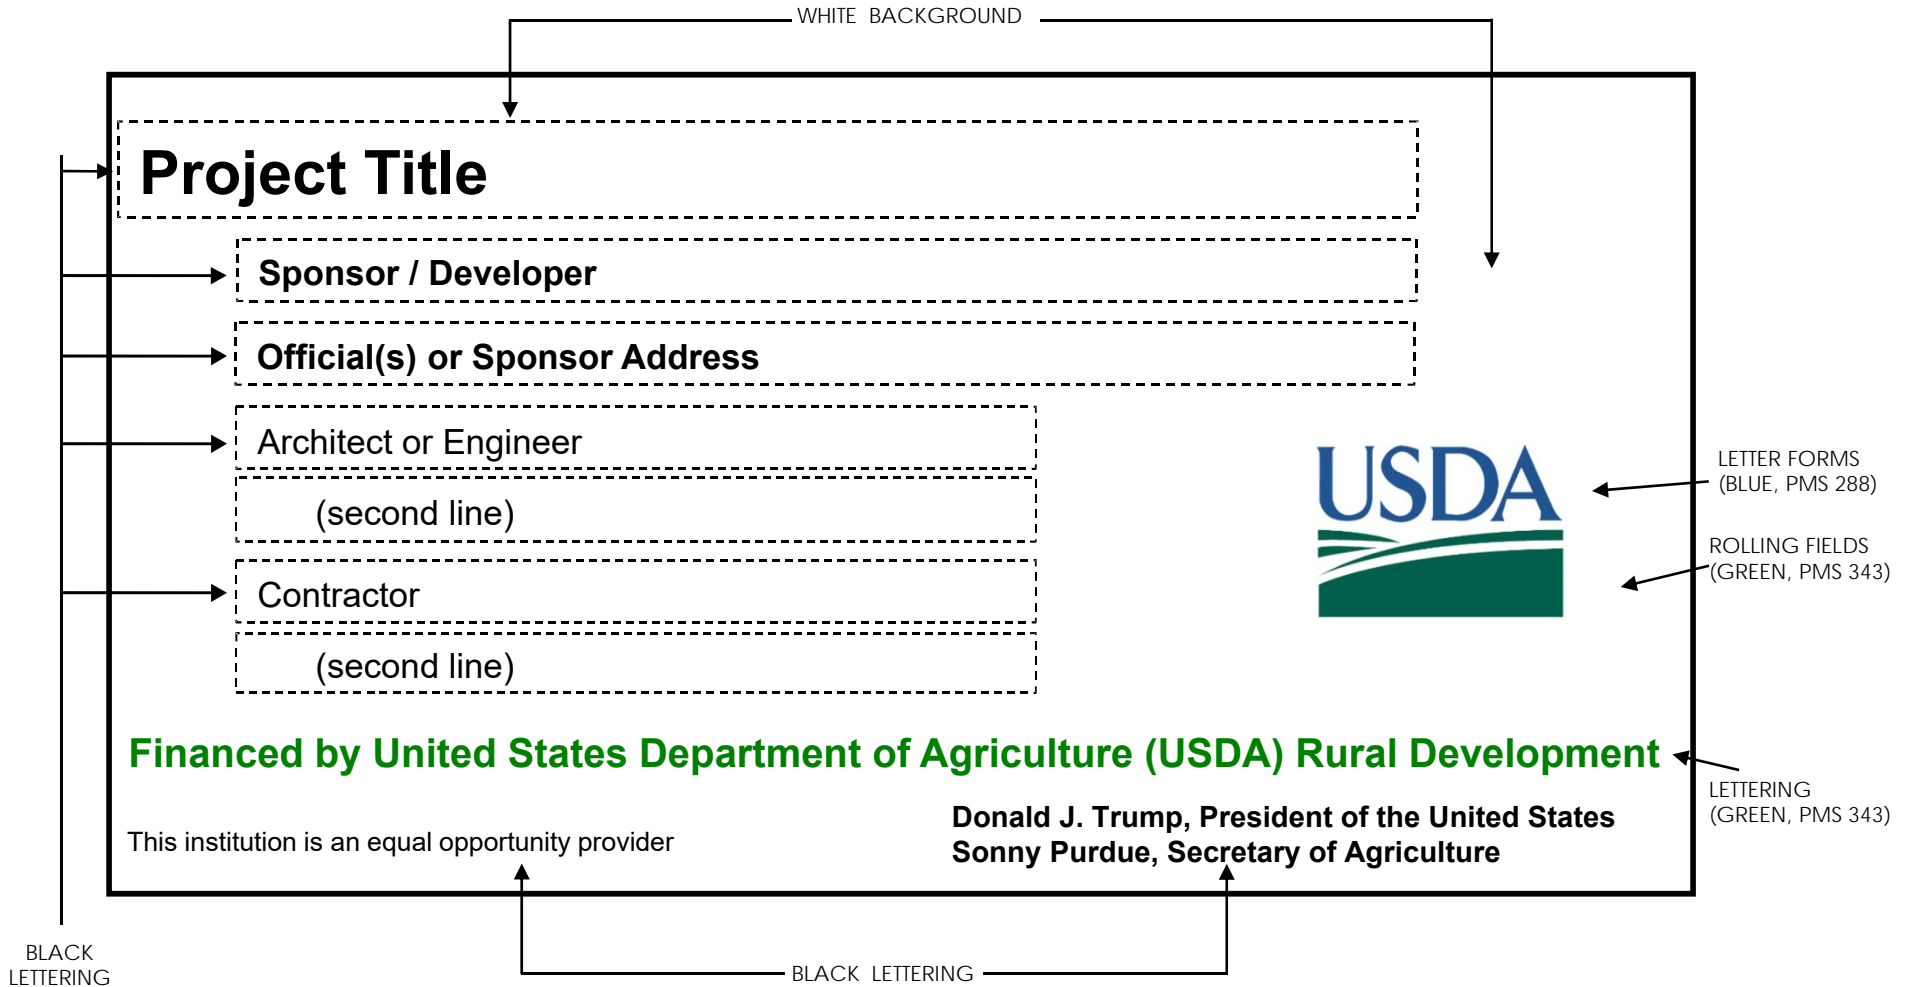 WHITE BACKGROUND
Project Title
Sponsor / Developer
Official(s) or Sponsor Address
Architect or Engineer
(second line)
Contractor
(second line)
USDA
LETTER FORMS
(BLUE, PMS 288)
ROLLING FIELDS
(GREEN, PMS 343)
Financed by United States Department of Agriculture (USDA) Rural Development
LETTERING
(GREEN, PMS 343)
This institution is an equal opportunity provider
Donald J. Trump, President of the United States
Sonny Purdue, Secretary of Agriculture
BLACK
LETTERING
BLACK LETTERING